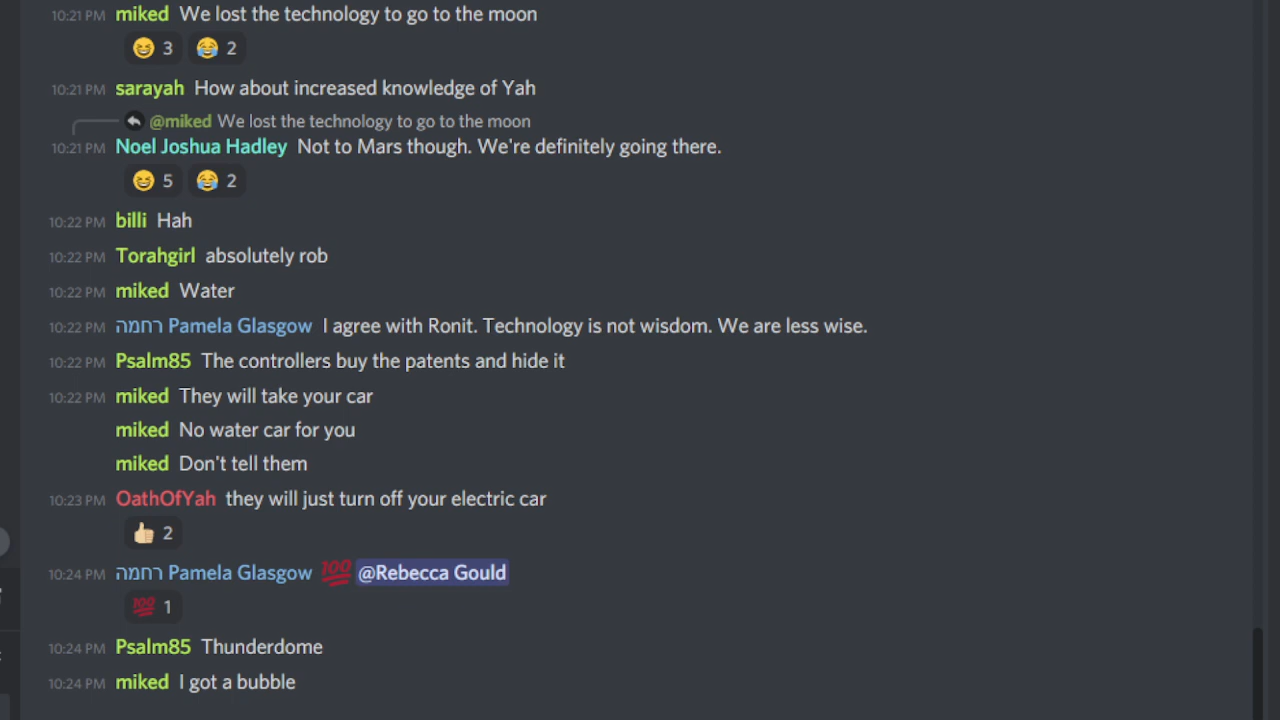 10:21 PM miked We lost the technology to go to the moon
😆 3 😂 2
10:21 PM sarayah How about increased knowledge of Yah
@miked We lost the technology to go to the moon
10:21 PM Noel Joshua Hadley Not to Mars though. We're definitely going there.
😆 5 😂 2
10:22 PM billi Hah
10:22 PM Torahgirl absolutely rob
10:22 PM miked Water
10:22 PM רחמה Pamela Glasgow I agree with Ronit. Technology is not wisdom. We are less wise.
10:22 PM Psalm85 The controllers buy the patents and hide it
10:22 PM miked They will take your car
miked No water car for you
miked Don't tell them
10:23 PM OathOfYah they will just turn off your electric car
👍🏼 2
10:24 PM רחמה Pamela Glasgow 💯 @Rebecca Gould
💯 1
10:24 PM Psalm85 Thunderdome
10:24 PM miked I got a bubble